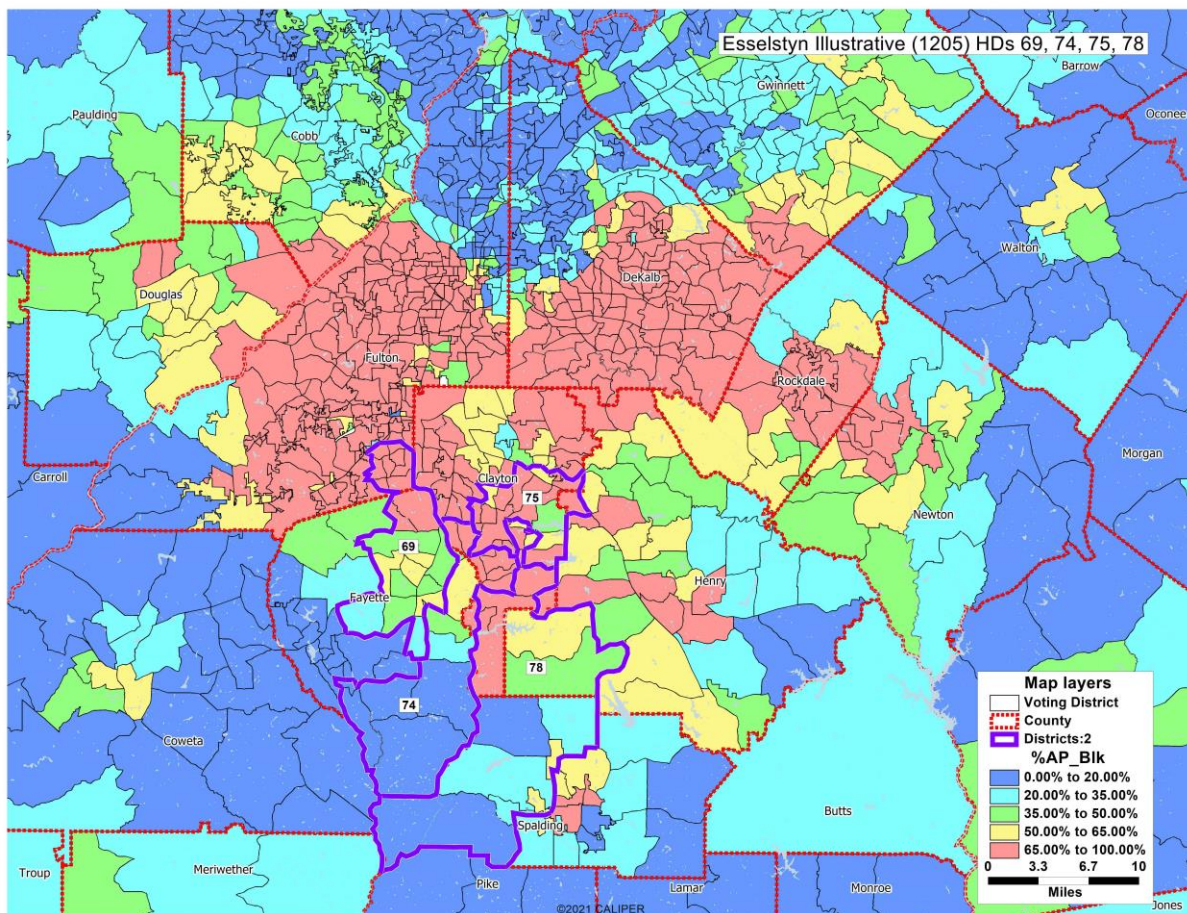 Esselstyn Illustrative (1205) HDs 69, 74, 75, 78
Barrow
Gwinnett
Oconee
Paulding
Cobb
Walton
DeKalb
Douglas
Fulton
Rockdale
Carroll
Morgan
Clayton
75
Newton
69
Henry
Fayette
78
74
Coweta
Butts
Spalding
Troup
Meriwether
Pike
Lamar
Monroe
Jones
Map layers
Voting District
County
Districts:2
%AP_Blk
0.00% to 20.00%
20.00% to 35.00%
35.00% to 50.00%
50.00% to 65.00%
65.00% to 100.00%
0 3.3 6.7 10
Miles
©2021 CALIPER